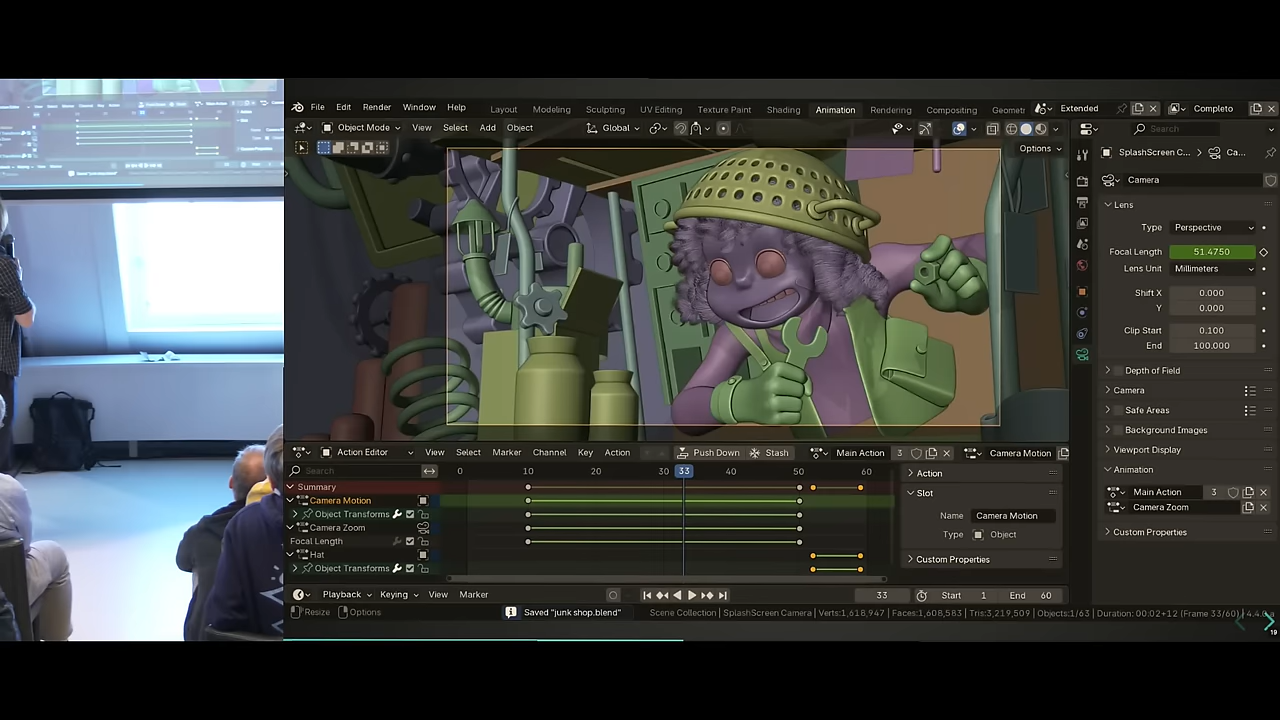 File Edit Render Window Help Layout Modeling Sculpting UV Editing Texture Paint Shading Animation Rendering Compositing Geomet Extended Completo
Object Mode View Select Add Object Global Search
Options
SplashScreen C... Ca...
Camera
Lens
Type Perspective
Focal Length 51.4750
Lens Unit Millimeters
Shift X 0.000
Y 0.000
Clip Start 0.100
End 100.000
Depth of Field
Camera
Safe Areas
Background Images
Viewport Display
Animation
Main Action 3
Camera Zoom
Custom Properties
Action Editor View Select Marker Channel Key Action Push Down Stash Main Action 3 Camera Motion
Search 0 10 20 30 33 40 50 60
Summary
Camera Motion
Object Transforms
Camera Zoom
Focal Length
Hat
Object Transforms
Action
Slot
Name Camera Motion
Type Object
Custom Properties
Playback Keying View Marker 33 Start 1 End 60
Resize Options Saved "junk shop.blend" Scene Collection | SplashScreen Camera | Verts:1,618,947 | Faces:1,608,583 | Tris:3,219,509 | Objects:1/63 | Duration: 00:02+12 (Frame 33/60) | 4.4.0
19